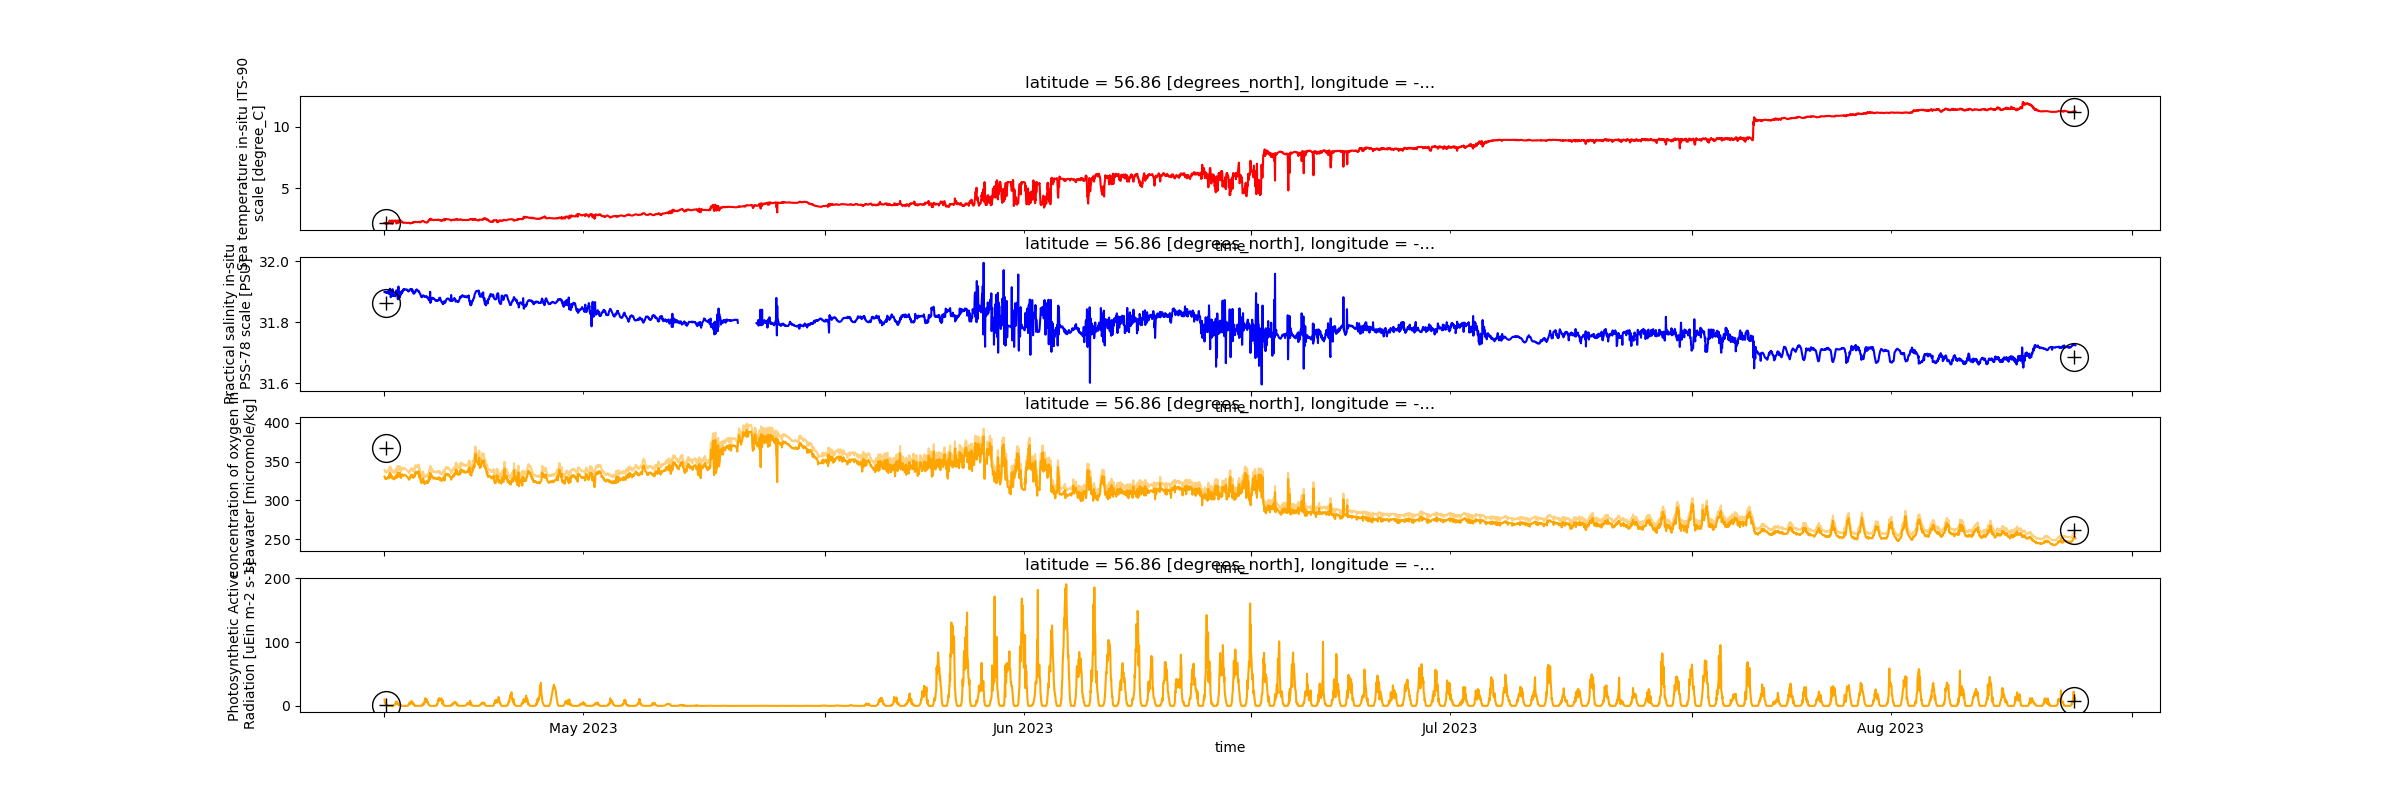 latitude = 56.86 [degrees_north], longitude = -...
Sea temperature in-situ ITS-90
scale [degree_C]
10
5
time
latitude = 56.86 [degrees_north], longitude = -...
Practical salinity in-situ
PSS-78 scale [PSU]
32.0
31.8
31.6
time
latitude = 56.86 [degrees_north], longitude = -...
concentration of oxygen in
seawater [micromole/kg]
400
350
300
250
time
latitude = 56.86 [degrees_north], longitude = -...
Photosynthetic Active
Radiation [uEin m-2 s-1]
200
100
0
May 2023
Jun 2023
Jul 2023
Aug 2023
time